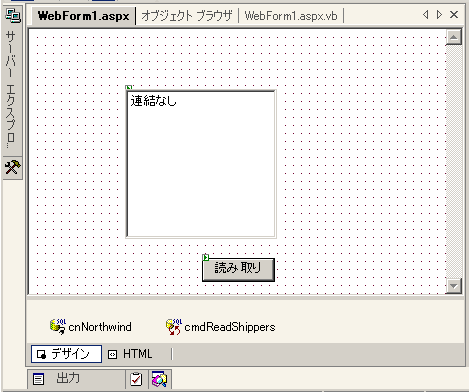 WebForm1.aspx オブジェクト ブラウザ WebForm1.aspx.vb
サーバー エクスプロ...
連結なし
読み取り
SQL cnNorthwind SQL cmdReadShippers
デザイン HTML
出力